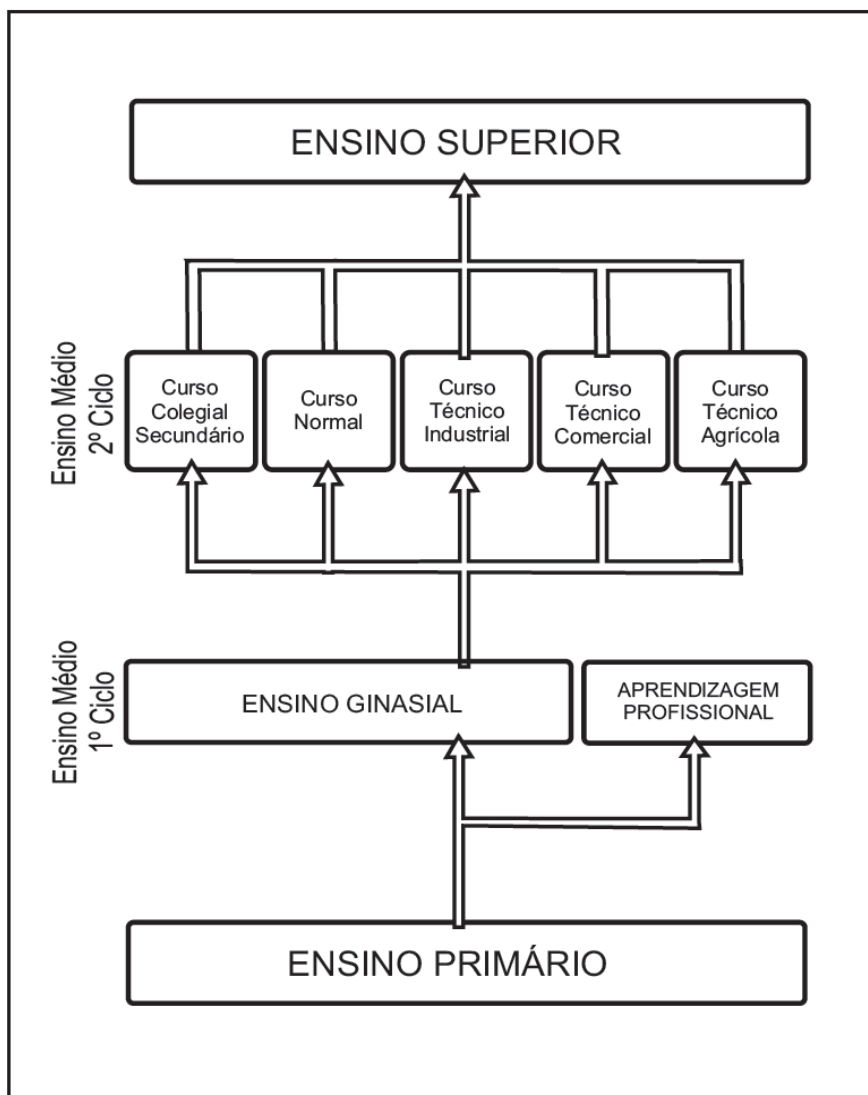 ENSINO SUPERIOR
Ensino Médio
2º Ciclo
Curso
Colegial
Secundário
Curso
Normal
Curso
Técnico
Industrial
Curso
Técnico
Comercial
Curso
Técnico
Agrícola
Ensino Médio
1º Ciclo
ENSINO GINASIAL
APRENDIZAGEM
PROFISSIONAL
ENSINO PRIMÁRIO